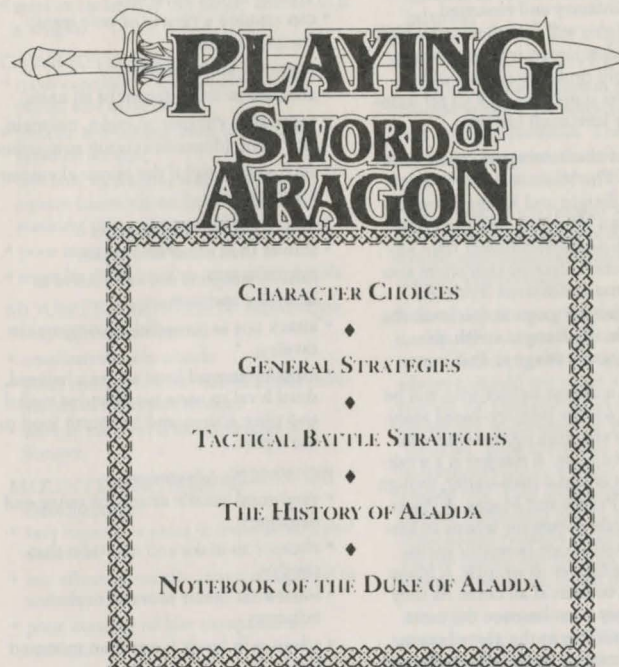 PLAYING
SWORD OF
ARAGON
CHARACTER CHOICES
GENERAL STRATEGIES
TACTICAL BATTLE STRATEGIES
THE HISTORY OF ALADDA
NOTEBOOK OF THE DUKE OF ALADDA